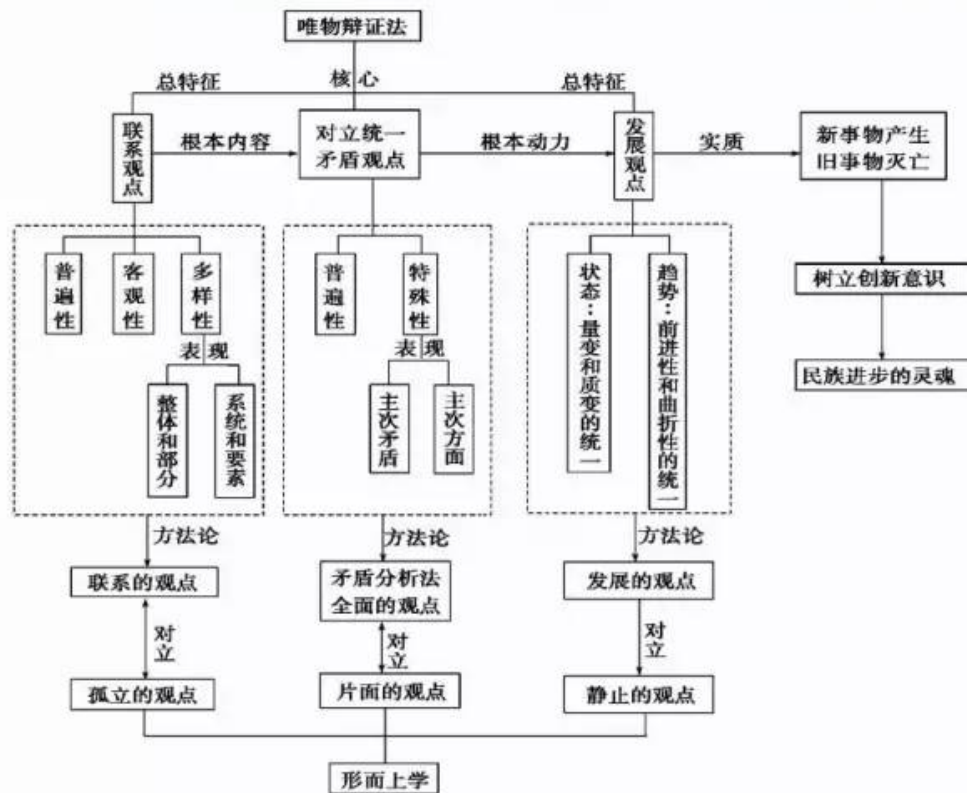 唯物辩证法
总特征
核心
总特征
联系观点
根本内容
对立统一
矛盾观点
根本动力
发展观点
实质
新事物产生
旧事物灭亡
普遍性
客观性
多样性
表现
整体和部分
系统和要素
普遍性
特殊性
表现
主次矛盾
主次方面
状态：量变和质变的统一
趋势：前进性和曲折性的统一
树立创新意识
民族进步的灵魂
方法论
方法论
方法论
联系的观点
矛盾分析法
全面的观点
发展的观点
对立
对立
对立
孤立的观点
片面的观点
静止的观点
形而上学